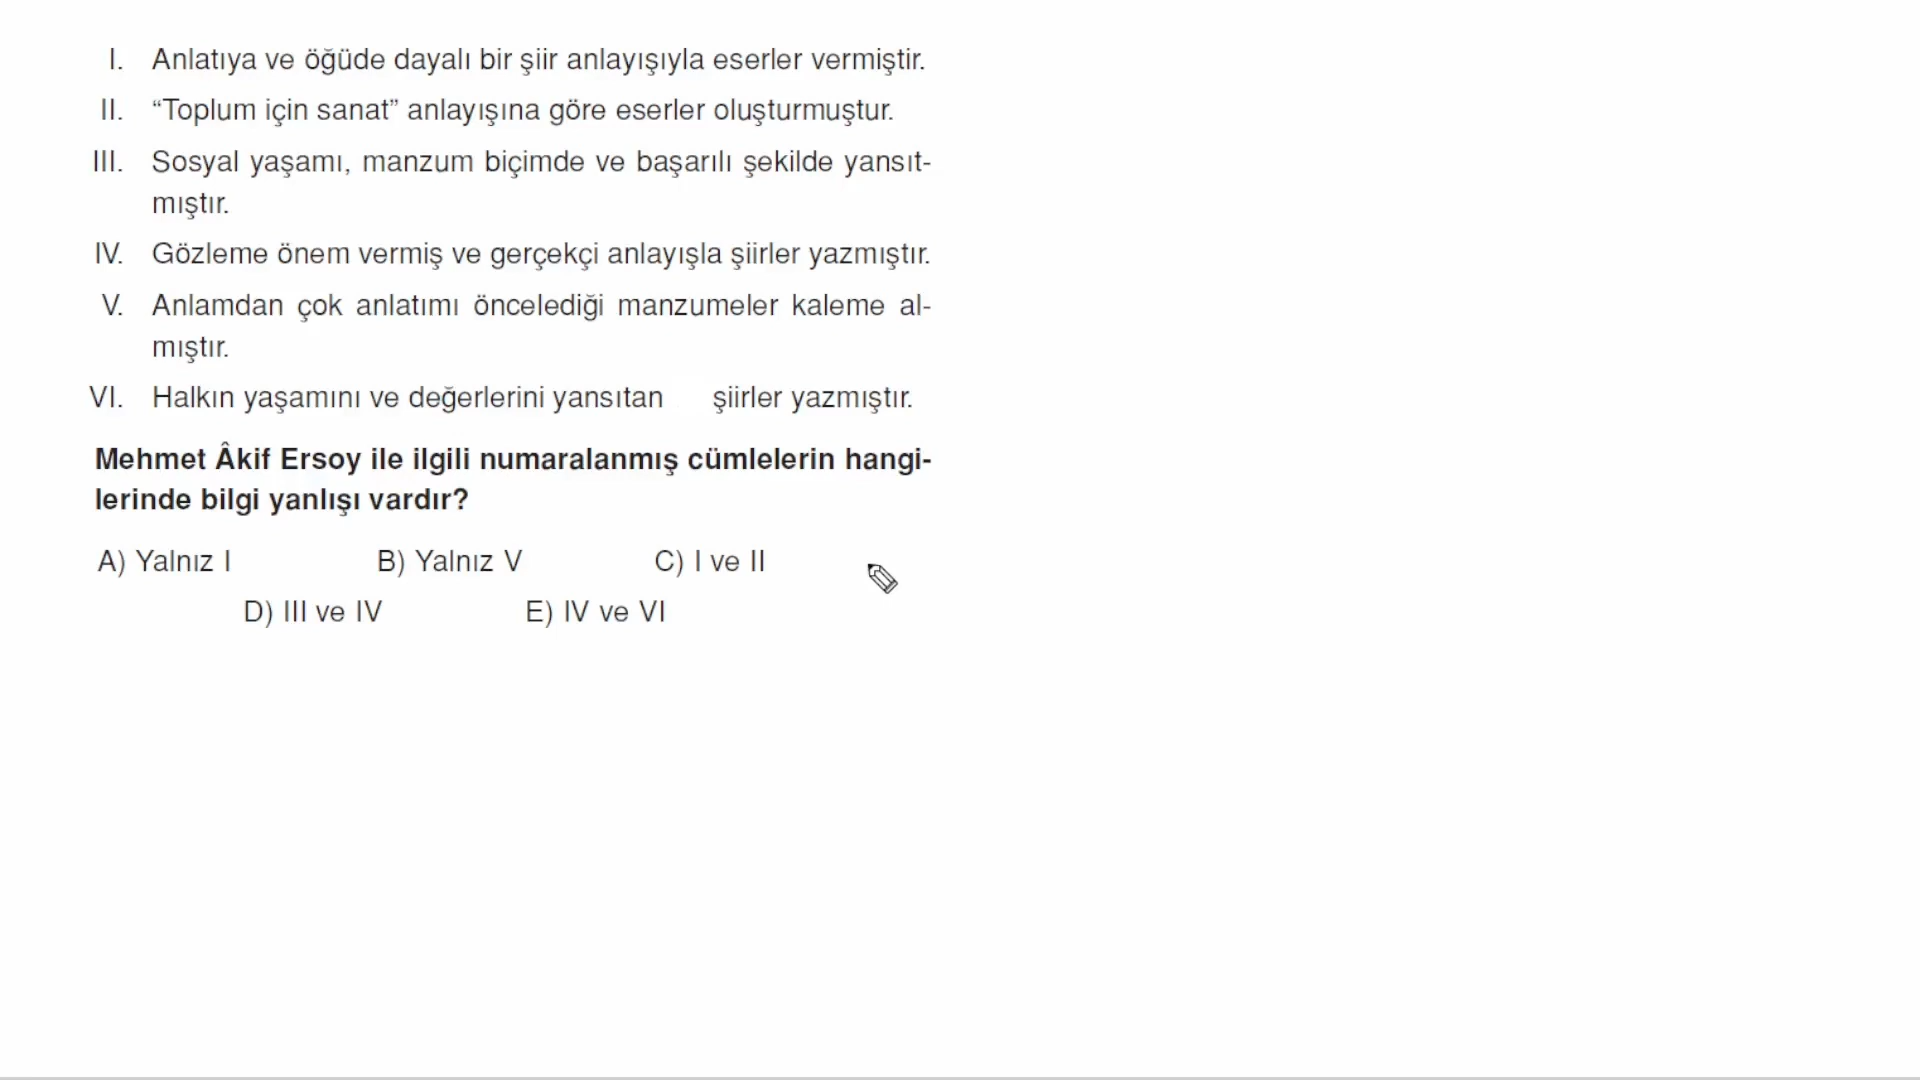 I. Anlatıya ve öğüde dayalı bir şiir anlayışıyla eserler vermiştir.
II. “Toplum için sanat” anlayışına göre eserler oluşturmuştur.
III. Sosyal yaşamı, manzum biçimde ve başarılı şekilde yansıt-
mıştır.
IV. Gözleme önem vermiş ve gerçekçi anlayışla şiirler yazmıştır.
V. Anlamdan çok anlatımı öncelediği manzumeler kaleme al-
mıştır.
VI. Halkın yaşamını ve değerlerini yansıtan şiirler yazmıştır.
Mehmet Âkif Ersoy ile ilgili numaralanmış cümlelerin hangi-
lerinde bilgi yanlışı vardır?
A) Yalnız I B) Yalnız V C) I ve II
D) III ve IV E) IV ve VI